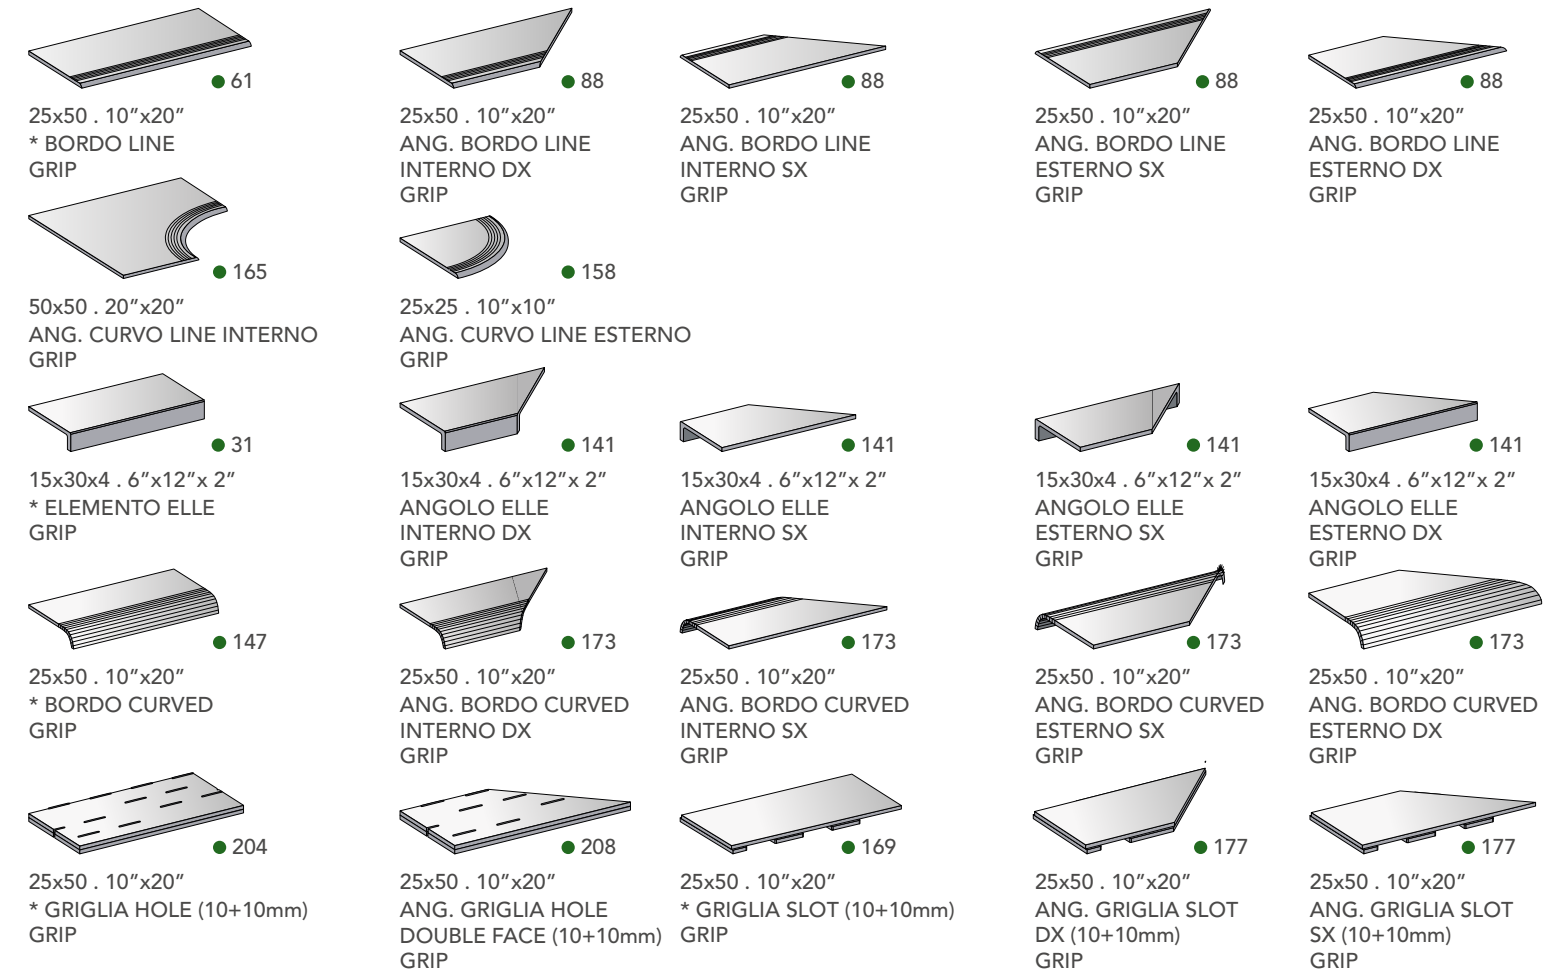 ● 61
25x50 . 10”x20”
* BORDO LINE
GRIP
● 88
25x50 . 10”x20”
ANG. BORDO LINE
INTERNO DX
GRIP
● 88
25x50 . 10”x20”
ANG. BORDO LINE
INTERNO SX
GRIP
● 88
25x50 . 10”x20”
ANG. BORDO LINE
ESTERNO SX
GRIP
● 88
25x50 . 10”x20”
ANG. BORDO LINE
ESTERNO DX
GRIP
● 165
50x50 . 20”x20”
ANG. CURVO LINE INTERNO
GRIP
● 158
25x25 . 10”x10”
ANG. CURVO LINE ESTERNO
GRIP
● 31
15x30x4 . 6”x12”x 2”
* ELEMENTO ELLE
GRIP
● 141
15x30x4 . 6”x12”x 2”
ANGOLO ELLE
INTERNO DX
GRIP
● 141
15x30x4 . 6”x12”x 2”
ANGOLO ELLE
INTERNO SX
GRIP
● 141
15x30x4 . 6”x12”x 2”
ANGOLO ELLE
ESTERNO SX
GRIP
● 141
15x30x4 . 6”x12”x 2”
ANGOLO ELLE
ESTERNO DX
GRIP
● 147
25x50 . 10”x20”
* BORDO CURVED
GRIP
● 173
25x50 . 10”x20”
ANG. BORDO CURVED
INTERNO DX
GRIP
● 173
25x50 . 10”x20”
ANG. BORDO CURVED
INTERNO SX
GRIP
● 173
25x50 . 10”x20”
ANG. BORDO CURVED
ESTERNO SX
GRIP
● 173
25x50 . 10”x20”
ANG. BORDO CURVED
ESTERNO DX
GRIP
● 204
25x50 . 10”x20”
* GRIGLIA HOLE (10+10mm)
GRIP
● 208
25x50 . 10”x20”
ANG. GRIGLIA HOLE
DOUBLE FACE (10+10mm)
GRIP
● 169
25x50 . 10”x20”
* GRIGLIA SLOT (10+10mm)
GRIP
● 177
25x50 . 10”x20”
ANG. GRIGLIA SLOT
DX (10+10mm)
GRIP
● 177
25x50 . 10”x20”
ANG. GRIGLIA SLOT
SX (10+10mm)
GRIP